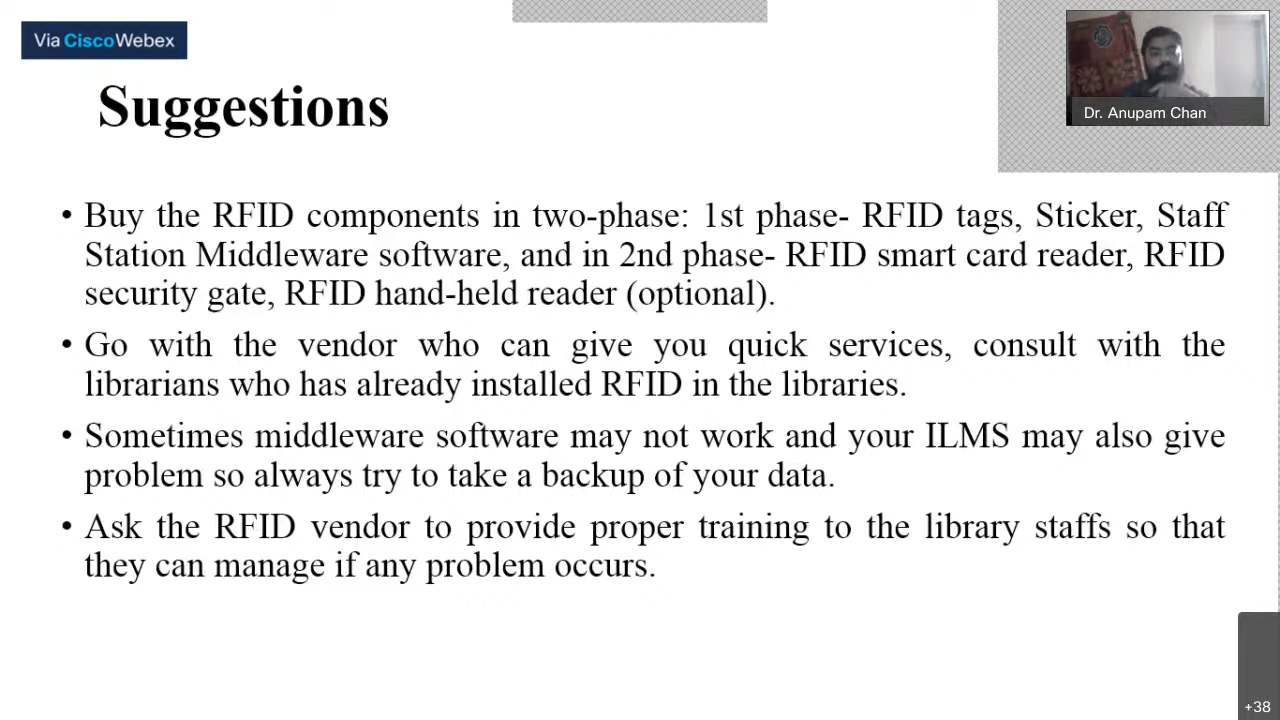 Via Cisco Webex
Dr. Anupam Chan
Suggestions
• Buy the RFID components in two-phase: 1st phase- RFID tags, Sticker, Staff
Station Middleware software, and in 2nd phase- RFID smart card reader, RFID
security gate, RFID hand-held reader (optional).
• Go with the vendor who can give you quick services, consult with the
librarians who has already installed RFID in the libraries.
• Sometimes middleware software may not work and your ILMS may also give
problem so always try to take a backup of your data.
• Ask the RFID vendor to provide proper training to the library staffs so that
they can manage if any problem occurs.
+38